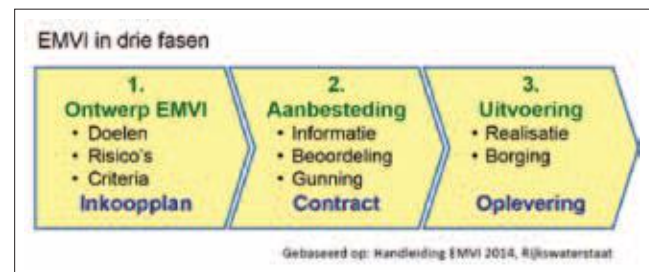 EMVI in drie fasen
1.
Ontwerp EMVI
• Doelen
• Risico's
• Criteria
Inkoopplan
2.
Aanbesteding
• Informatie
• Beoordeling
• Gunning
Contract
3.
Uitvoering
• Realisatie
• Borging
Oplevering
Gebaseerd op: Handleiding EMVI 2014, Rijkswaterstaat